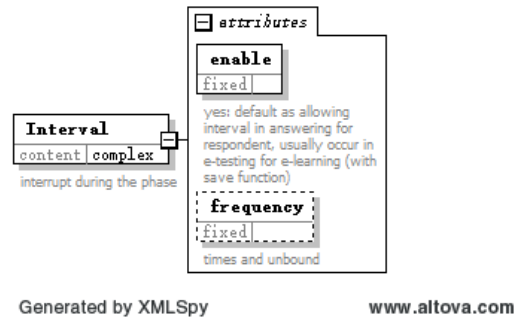 attributes
enable
fixed
yes: default as allowing
interval in answering for
respondent, usually occur in
e-testing for e-learning (with
save function)
Interval
content complex
interrupt during the phase
frequency
fixed
times and unbound
Generated by XMLSpy
www.altova.com